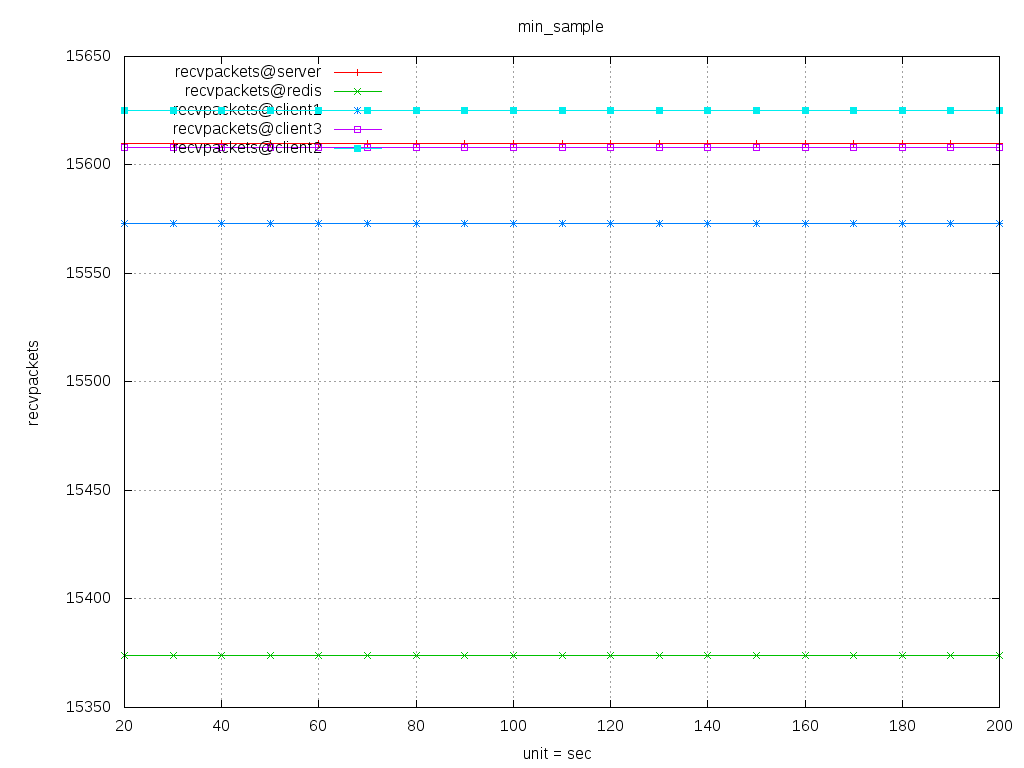 min_sample
15650
15600
15550
15500
15450
15400
15350
recvpackets
recvpackets@server
recvpackets@redis
recvpackets@client1
recvpackets@client3
recvpackets@client2
20 40 60 80 100 120 140 160 180 200
unit = sec